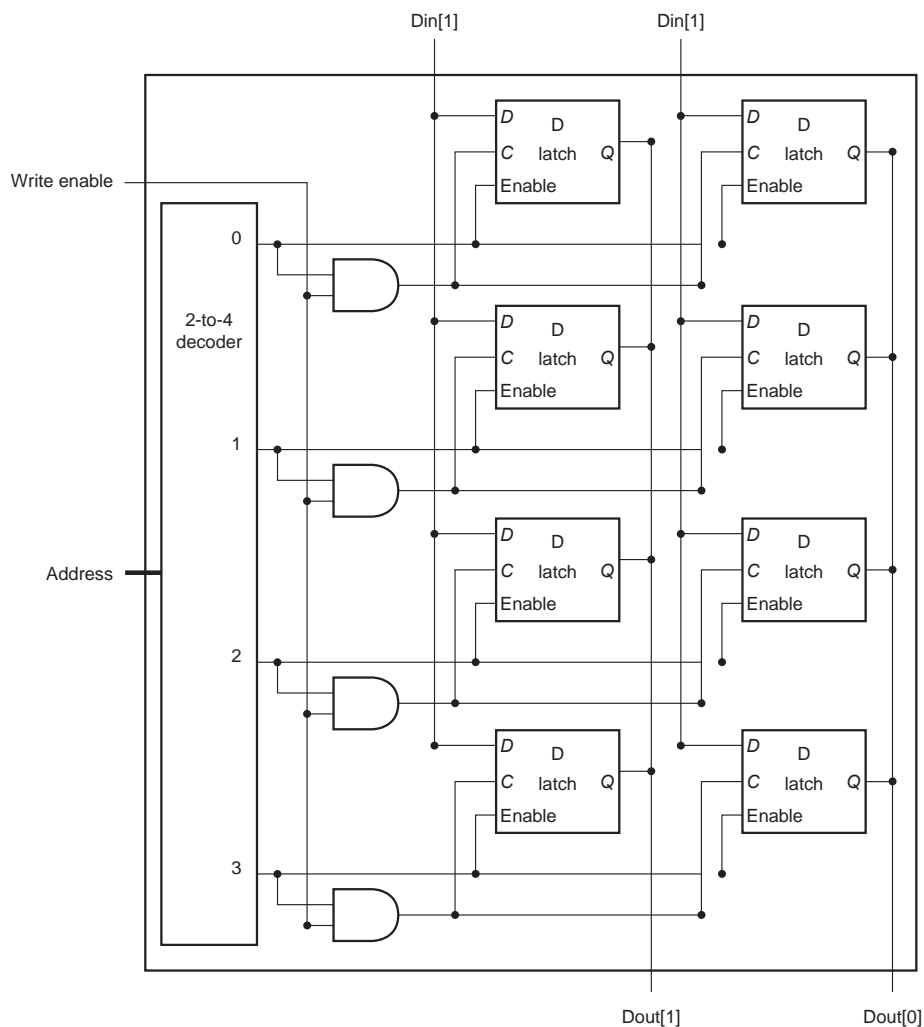 Din[1] Din[1]
D D latch C Q Enable
D D latch C Q Enable
Write enable
0
2-to-4 decoder
D D latch C Q Enable
D D latch C Q Enable
1
Address
D D latch C Q Enable
D D latch C Q Enable
2
D D latch C Q Enable
D D latch C Q Enable
3
Dout[1] Dout[0]